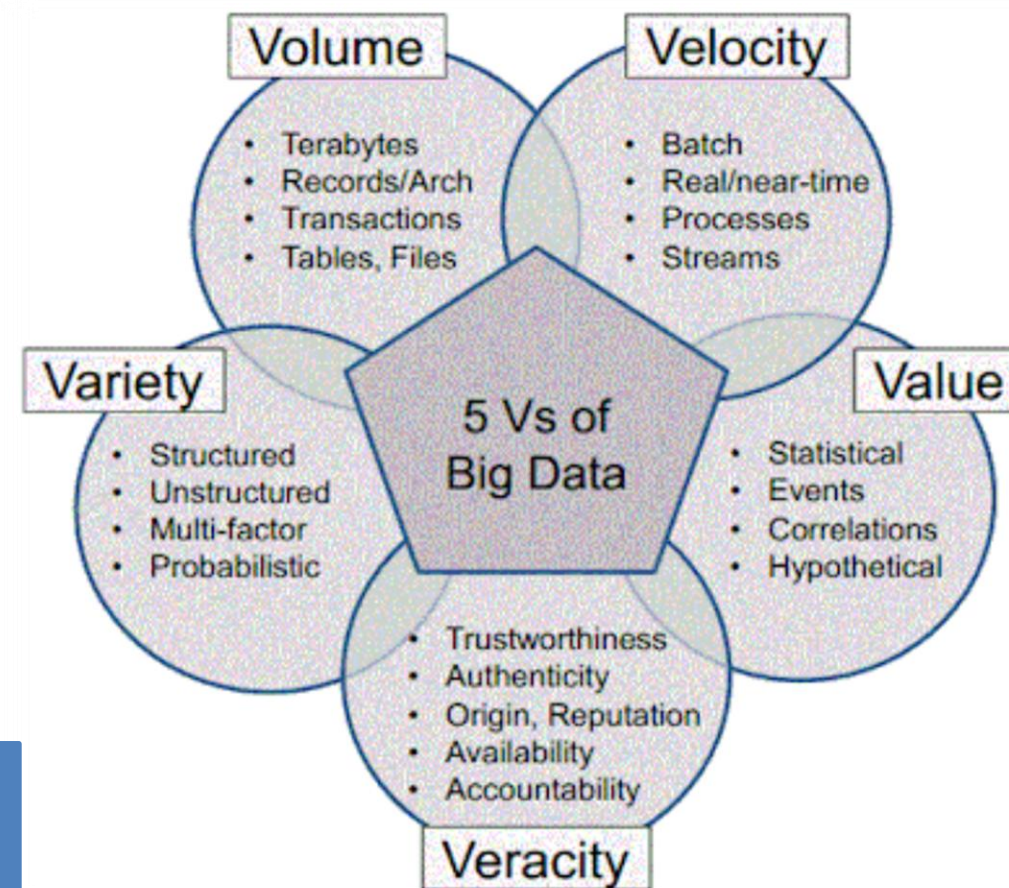 Volume
• Terabytes
• Records/Arch
• Transactions
• Tables, Files
Velocity
• Batch
• Real/near-time
• Processes
• Streams
Variety
• Structured
• Unstructured
• Multi-factor
• Probabilistic
5 Vs of
Big Data
Value
• Statistical
• Events
• Correlations
• Hypothetical
• Trustworthiness
• Authenticity
• Origin, Reputation
• Availability
• Accountability
Veracity